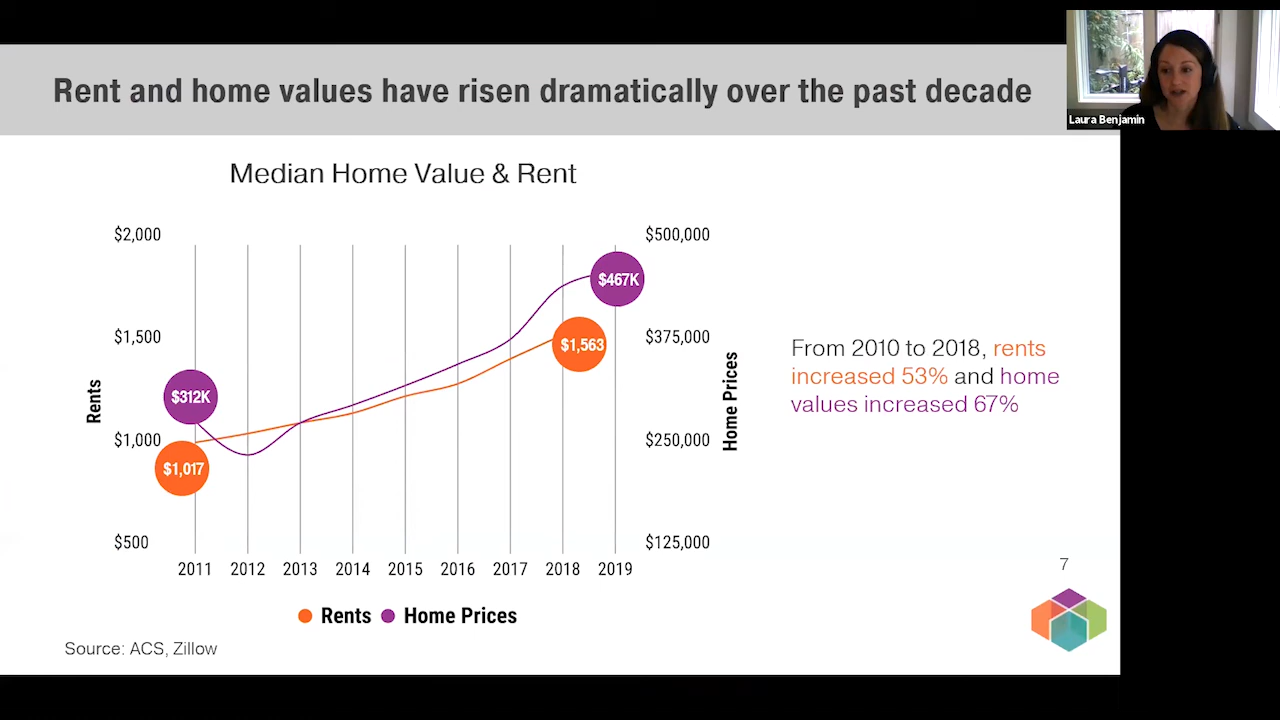 Rent and home values have risen dramatically over the past decade
Laura Benjamin
Median Home Value & Rent
$2,000
$1,500
$1,000
$500
Rents
$500,000
$375,000
$250,000
$125,000
Home Prices
$312K
$1,017
$467K
$1,563
2011 2012 2013 2014 2015 2016 2017 2018 2019
Rents Home Prices
From 2010 to 2018, rents
increased 53% and home
values increased 67%
7
Source: ACS, Zillow